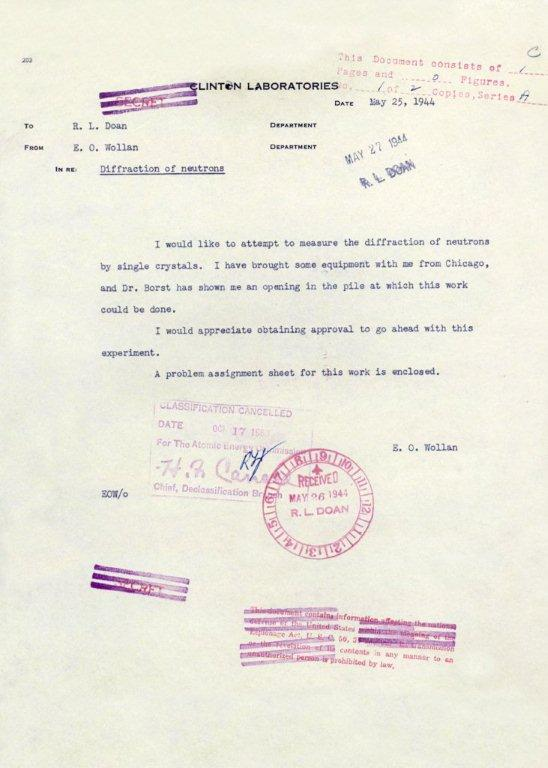 C
203
This Document consists of 1
Pages and 0 Figures.
No. 1 of 2 Copies, Series A
CLINTON LABORATORIES
SECRET
DATE May 25, 1944
TO R. L. Doan DEPARTMENT
FROM E. O. Wollan DEPARTMENT
IN RE: Diffraction of neutrons
MAY 27 1944
R. L. DOAN
I would like to attempt to measure the diffraction of neutrons
by single crystals. I have brought some equipment with me from Chicago,
and Dr. Borst has shown me an opening in the pile at which this work
could be done.
I would appreciate obtaining approval to go ahead with this
experiment.
A problem assignment sheet for this work is enclosed.
CLASSIFICATION CANCELLED
DATE OCT 17
For The Atomic Energy Commission
Chief, Declassification Branch
E. O. Wollan
RECEIVED
MAY 26 1944
R. L. DOAN
7 8 9 10 11 12 1 2 3 4 5 6
EOW/o
SECRET
This document contains information affecting the national
defense of the United States within the meaning of the
Espionage Act, U. S. C. 50, transmission
or the revelation of its contents in any manner to an
unauthorized person is prohibited by law.